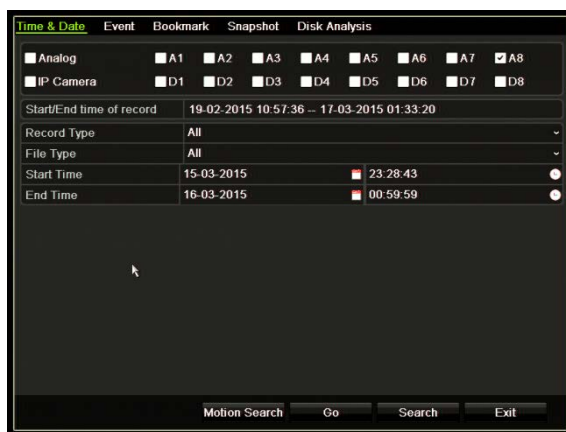 Time & Date Event Bookmark Snapshot Disk Analysis
Analog A1 A2 A3 A4 A5 A6 A7 A8
IP Camera D1 D2 D3 D4 D5 D6 D7 D8
Start/End time of record 19-02-2015 10:57:36 -- 17-03-2015 01:33:20
Record Type All
File Type All
Start Time 15-03-2015 23:28:43
End Time 16-03-2015 00:59:59
Motion Search Go Search Exit